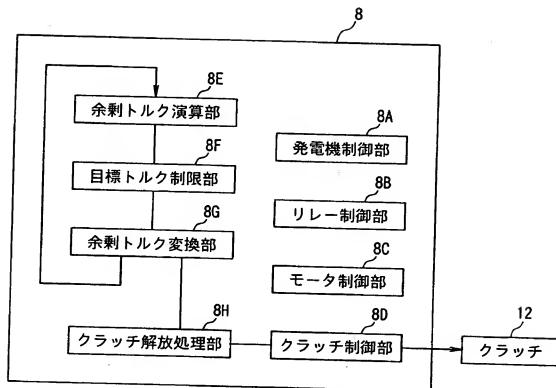 8
8E
余剰トルク演算部
8A
発電機制御部
8F
目標トルク制限部
8B
リレー制御部
8G
余剰トルク変換部
8C
モータ制御部
8H
クラッチ解放処理部
8D
クラッチ制御部
12
クラッチ